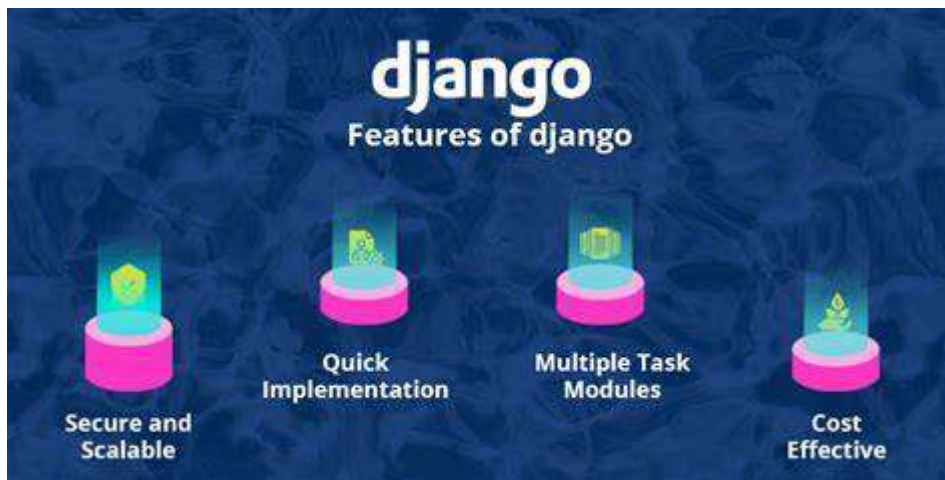 django
Features of django
Secure and
Scalable
Quick
Implementation
Multiple Task
Modules
Cost
Effective